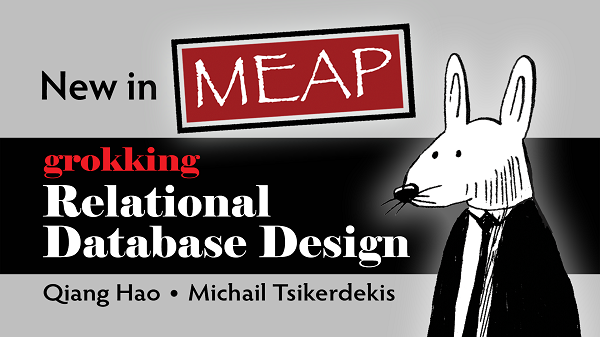 New in MEAP
grokking
Relational
Database Design
Qiang Hao • Michail Tsikerdekis